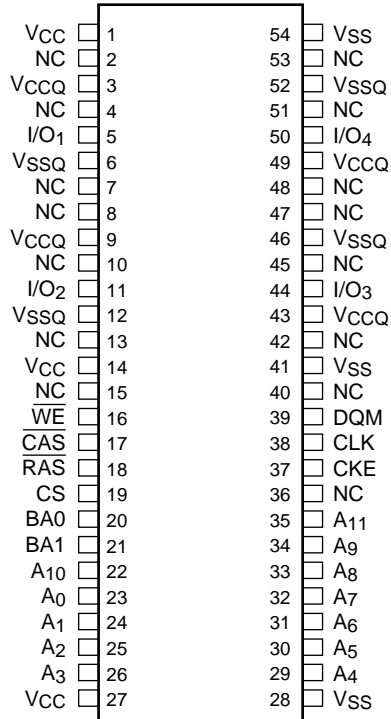 VCC 1 54 VSS
NC 2 53 NC
VCCQ 3 52 VSSQ
NC 4 51 NC
I/O1 5 50 I/O4
VSSQ 6 49 VCCQ
NC 7 48 NC
NC 8 47 NC
VCCQ 9 46 VSSQ
NC 10 45 NC
I/O2 11 44 I/O3
VSSQ 12 43 VCCQ
NC 13 42 NC
VCC 14 41 VSS
NC 15 40 NC
W̅E̅ 16 39 DQM
C̅A̅S̅ 17 38 CLK
R̅A̅S̅ 18 37 CKE
CS 19 36 NC
BA0 20 35 A11
BA1 21 34 A9
A10 22 33 A8
A0 23 32 A7
A1 24 31 A6
A2 25 30 A5
A3 26 29 A4
VCC 27 28 VSS